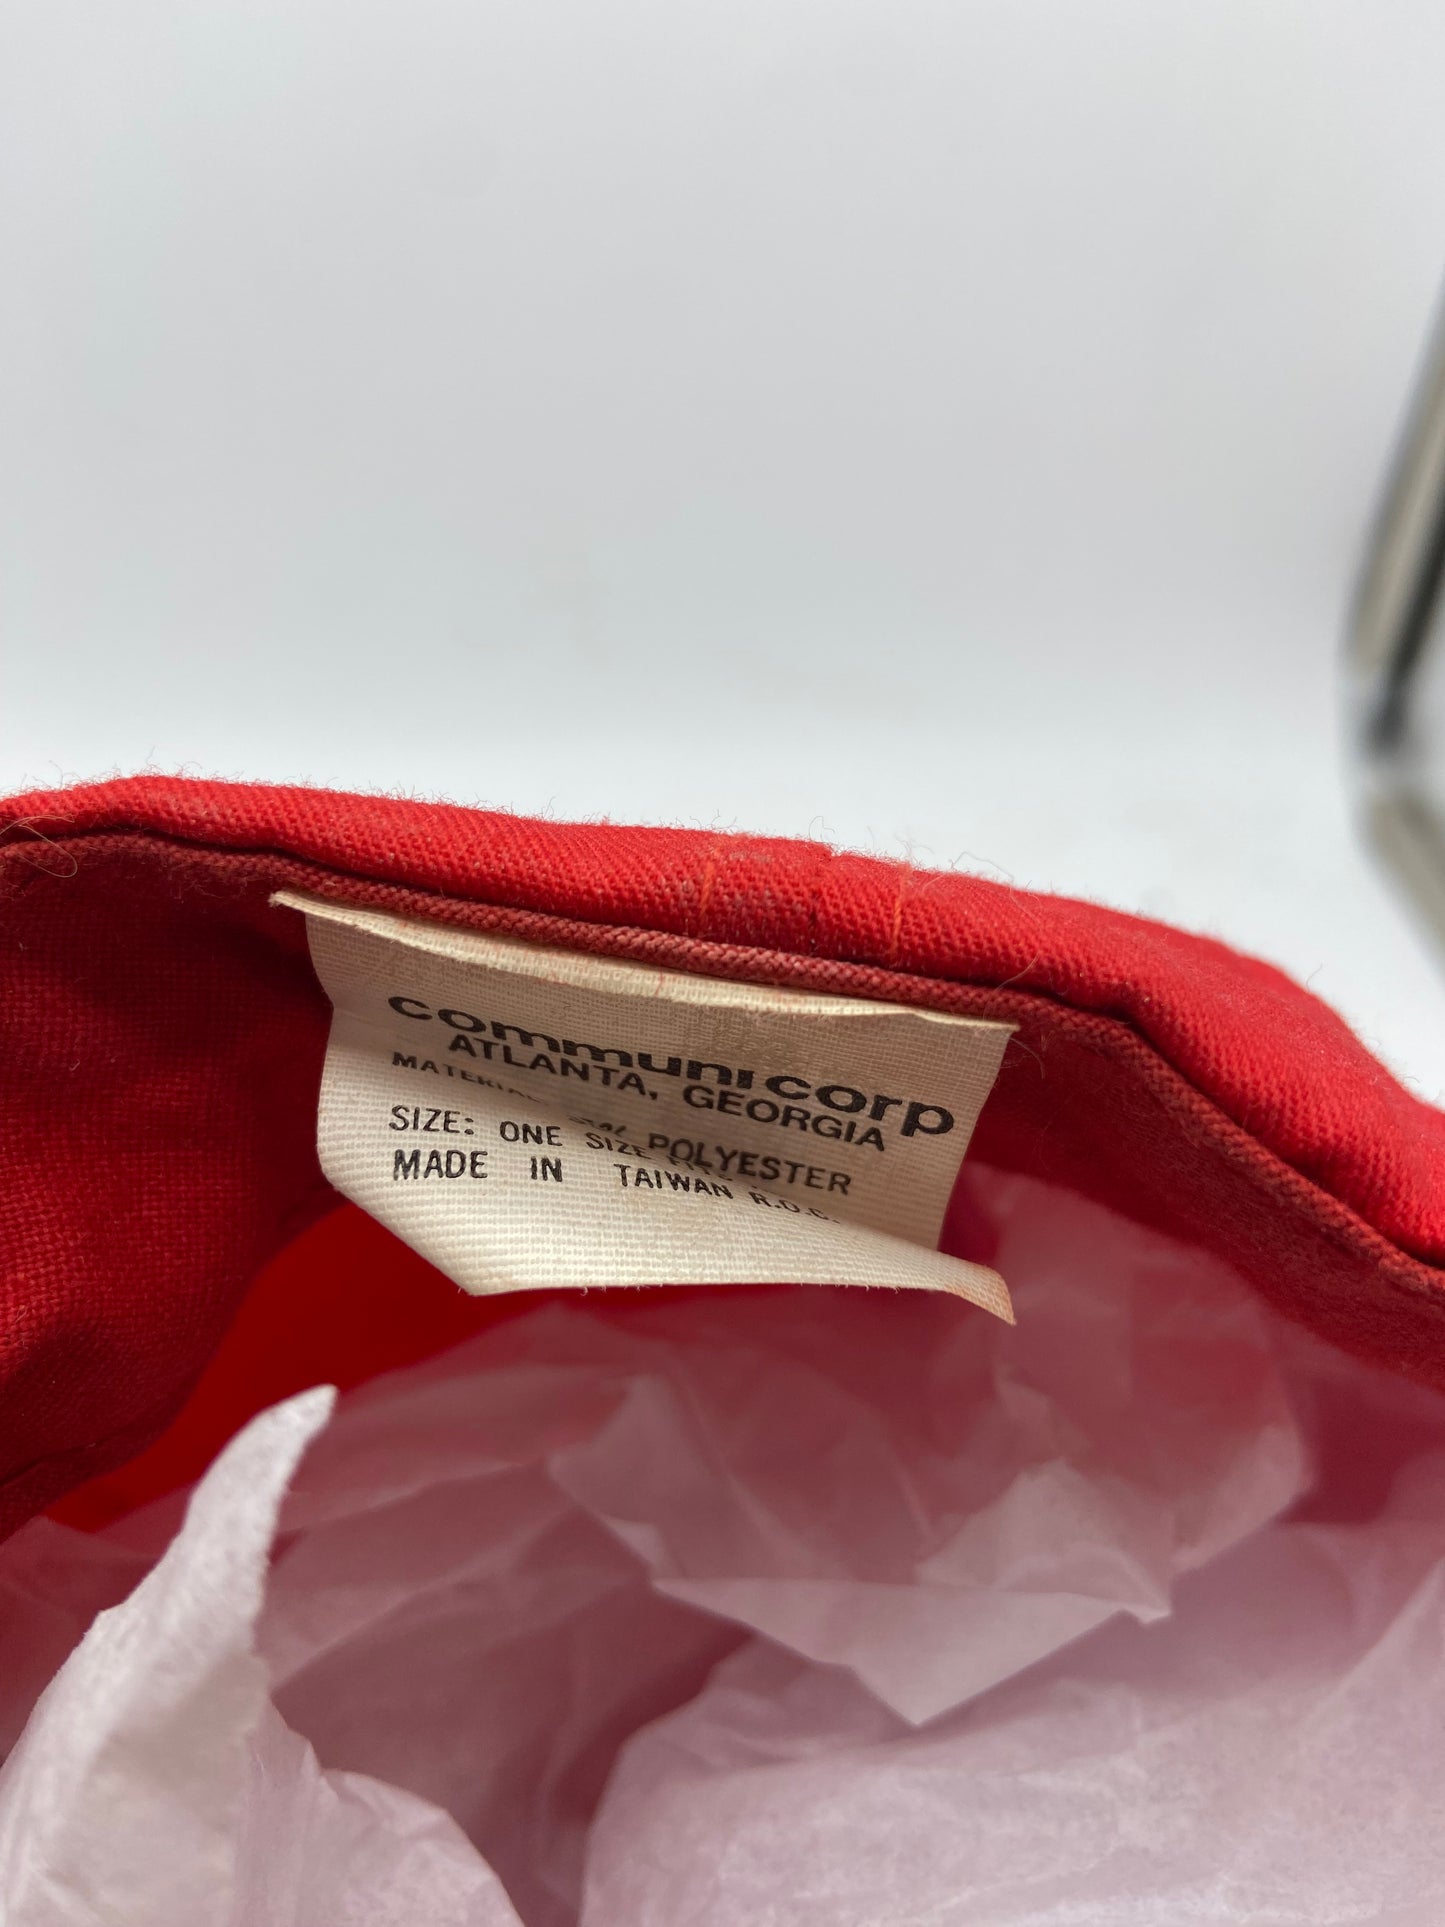 communicorp
ATLANTA, GEORGIA
POLYESTER
SIZE: ONE SIZE
MADE IN TAIWAN R.O.C.